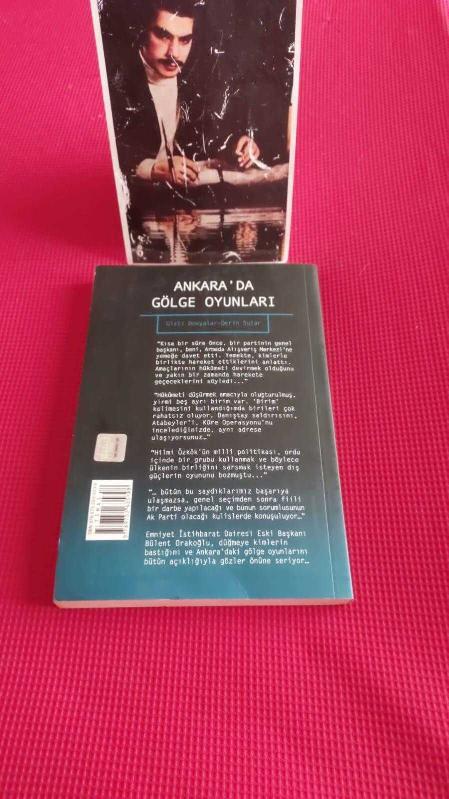 ANKARA'DA
GÖLGE OYUNLARI
Gizli Dosyalar-Derin Sular
"Kısa bir süre önce, bir partinin genel
başkanı, beni, Armada Alışveriş Merkezi'ne
yemeğe davet etti. Yemekte, kimlerle
birlikte hareket ettiklerini anlattı.
Amaçlarının hükümeti devirmek olduğunu
ve yakın bir zamanda harekete
geçeceklerini söyledi..."
"Hükümeti düşürmek amacıyla oluşturulmuş,
yirmi beş ayrı birim var. 'Birim'
kelimesini kullandığımda birileri çok
rahatsız oluyor. Danıştay saldırısını,
Atabeyler'i, Küre Operasyonu'nu
incelediğinizde, aynı adrese
ulaşıyorsunuz…"
"Hilmi Özkök'ün milli politikası, ordu
içinde bir grubu kullanmak ve böylece
ülkenin birliğini sarsmak isteyen dış
güçlerin oyununu bozmuştu..."
"… bütün bu saydıklarımız başarıya
ulaşmazsa, genel seçimden sonra fiili
bir darbe yapılacağı ve bunun sorumlusunun
Ak Parti olacağı kulislerde konuşuluyor…"
Emniyet İstihbarat Dairesi Eski Başkanı
Bülent Orakoğlu, düğmeye kimlerin
bastığını ve Ankara'daki gölge oyunlarını
bütün açıklığıyla gözler önüne seriyor…